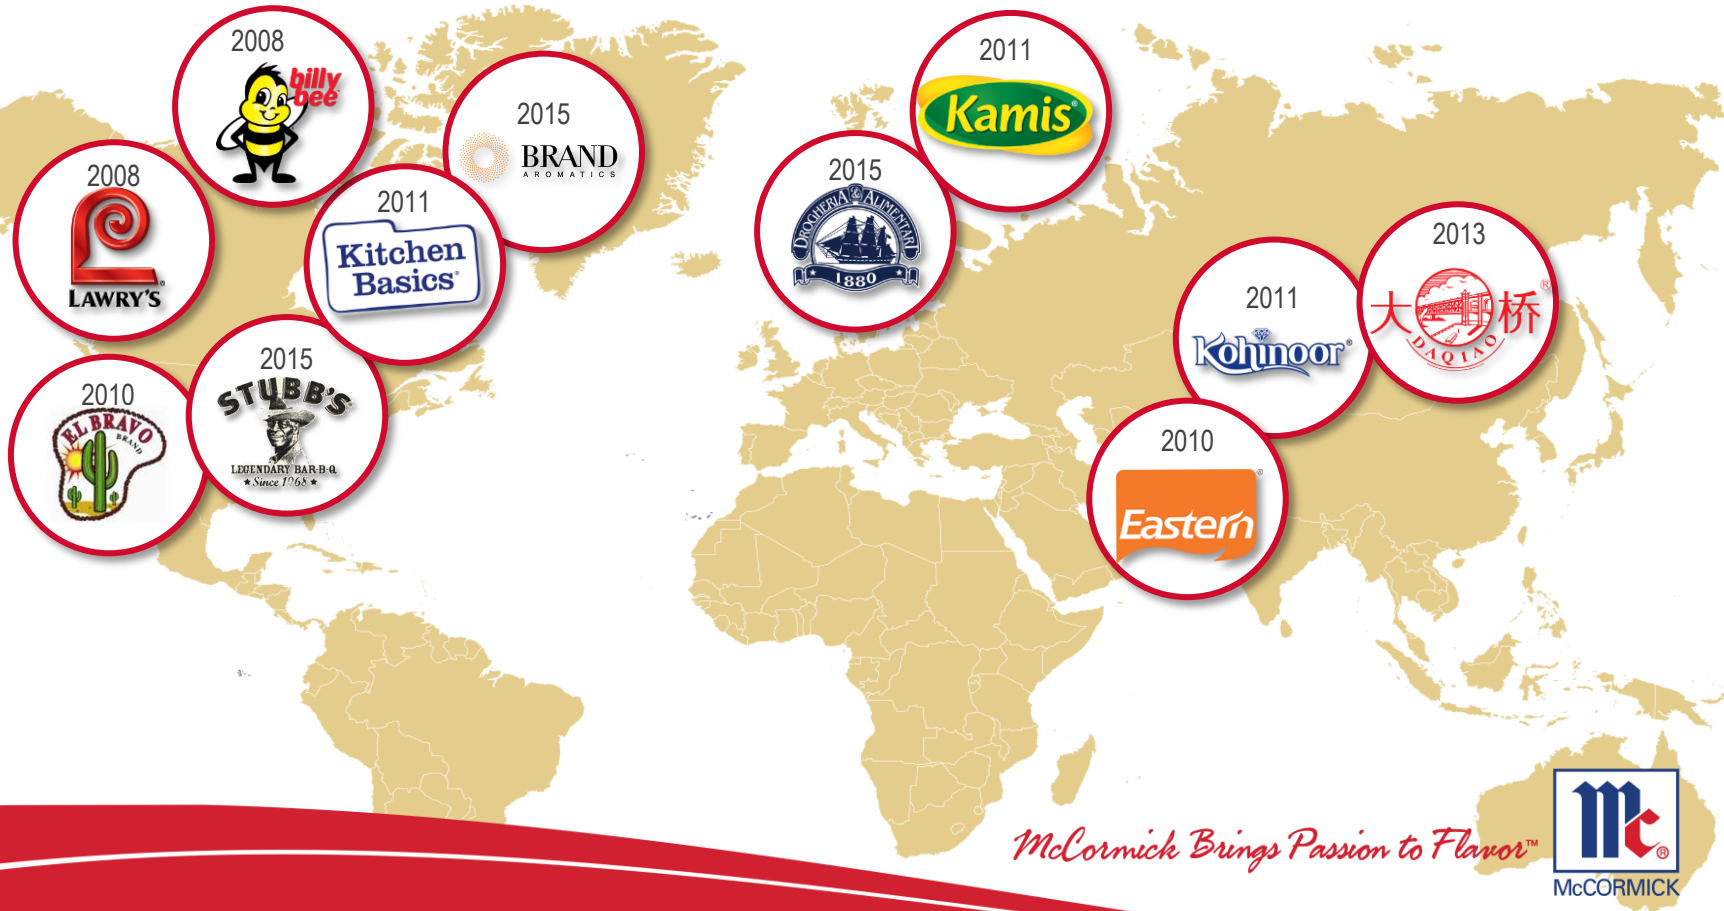 2008
billy
bee
2015
BRAND
AROMATICS
2011
Kamis®
2008
LAWRY'S®
2011
Kitchen
Basics®
2015
DROGHERIA & ALIMENTARI
1880
2013
大 桥 ®
DAQIAO
2011
Kohinoor®
2010
EL BRAVO
BRAND
2015
STUBB'S
LEGENDARY BAR-B-Q
★ Since 1968 ★
2010
Eastern®
McCormick Brings Passion to Flavor™
Mc®
McCORMICK